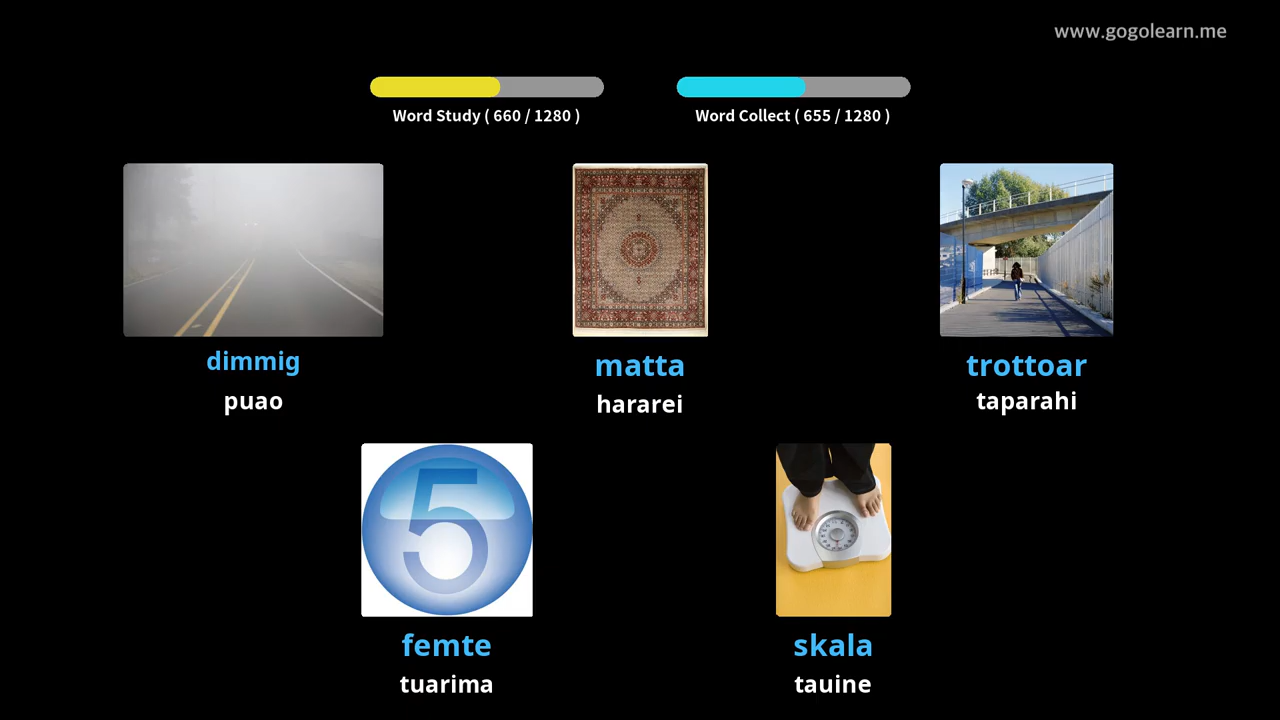 www.gogolearn.me
Word Study ( 660 / 1280 )
Word Collect ( 655 / 1280 )
dimmig
puao
matta
hararei
trottoar
taparahi
5
femte
tuarima
skala
tauine